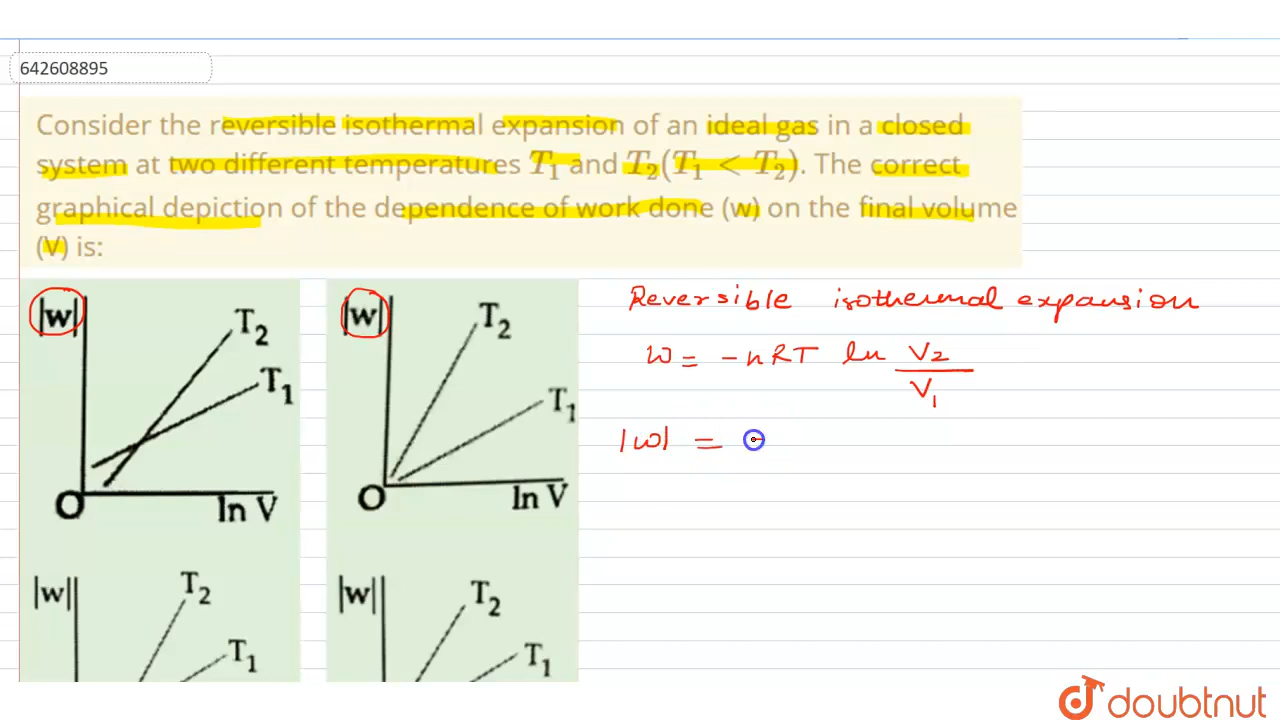 642608895
Consider the reversible isothermal expansion of an ideal gas in a closed
system at two different temperatures T₁ and T₂(T₁ < T₂). The correct
graphical depiction of the dependence of work done (w) on the final volume
(V) is:
|w| T₂
T₁
O ln V
|w| T₂
T₁
O ln V
Reversible isothermal expansion
W = -nRT ln V₂/V₁
|w| =
|w| T₂
T₁
|w| T₂
T₁
doubtnut